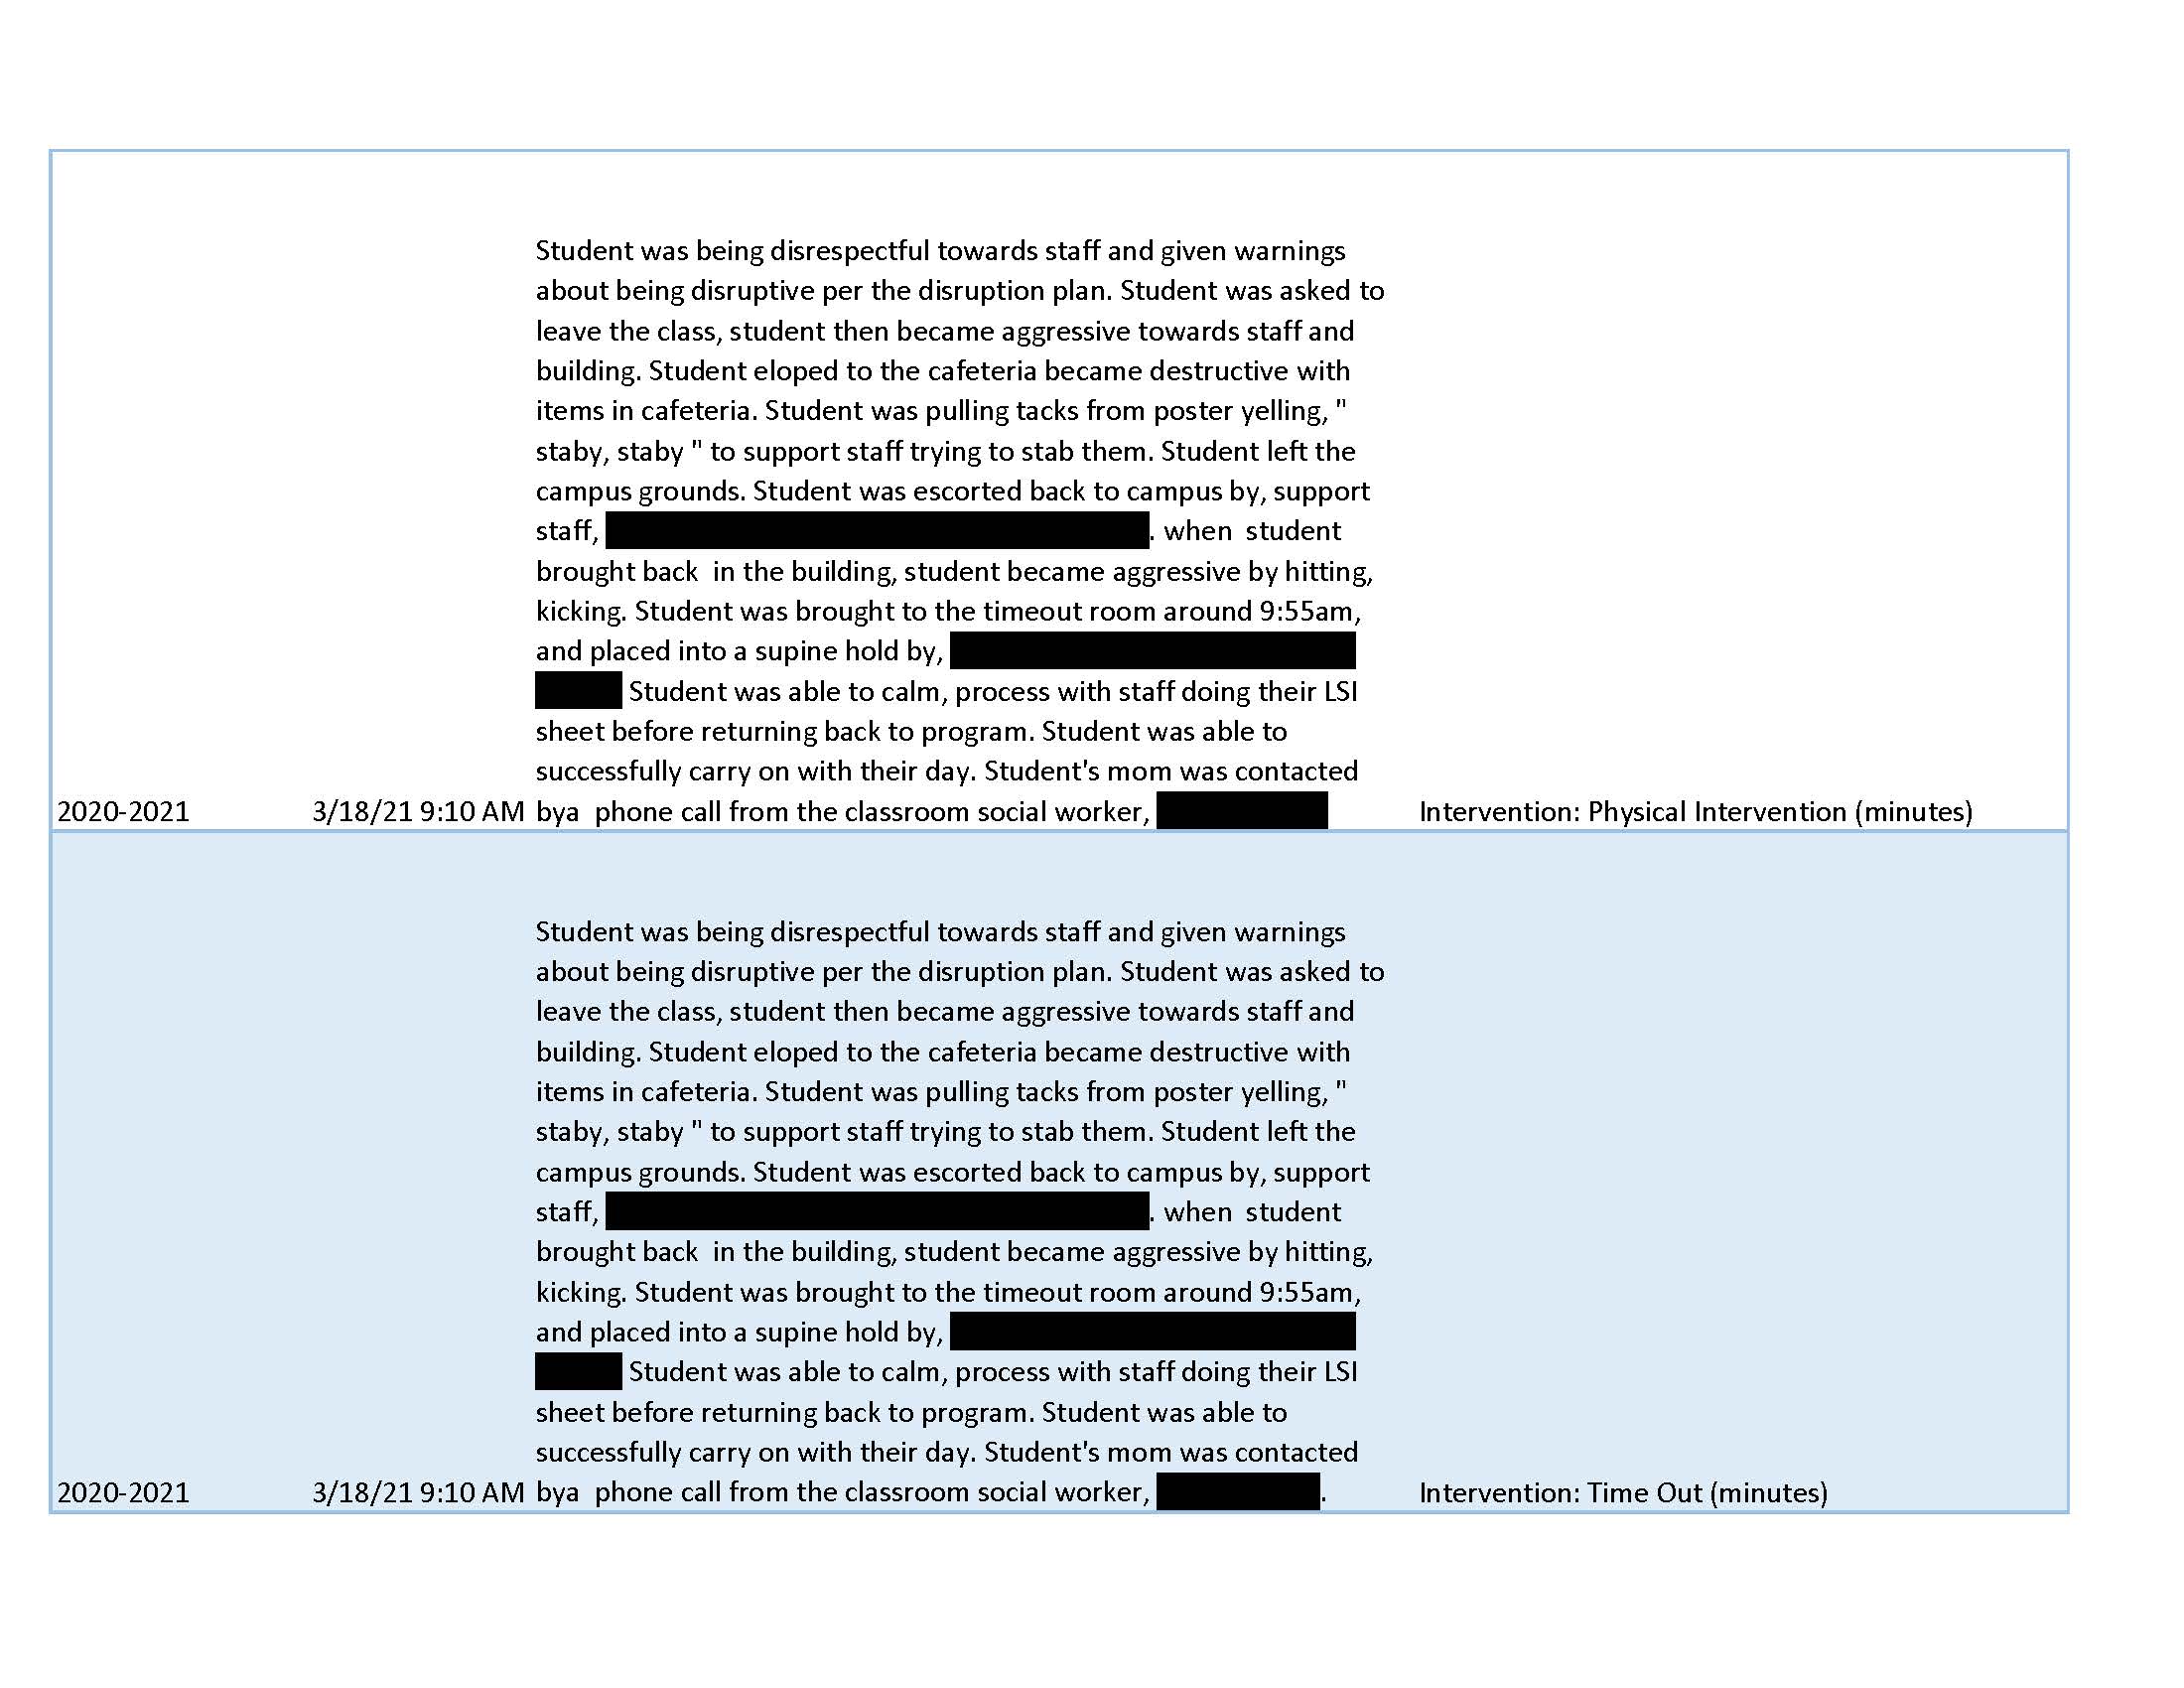 Student was being disrespectful towards staff and given warnings
about being disruptive per the disruption plan. Student was asked to
leave the class, student then became aggressive towards staff and
building. Student eloped to the cafeteria became destructive with
items in cafeteria. Student was pulling tacks from poster yelling, "
staby, staby " to support staff trying to stab them. Student left the
campus grounds. Student was escorted back to campus by, support
staff, . when  student
brought back  in the building, student became aggressive by hitting,
kicking. Student was brought to the timeout room around 9:55am,
and placed into a supine hold by,
Student was able to calm, process with staff doing their LSI
sheet before returning back to program. Student was able to
successfully carry on with their day. Student's mom was contacted
2020-2021 3/18/21 9:10 AM bya  phone call from the classroom social worker, Intervention: Physical Intervention (minutes)
Student was being disrespectful towards staff and given warnings
about being disruptive per the disruption plan. Student was asked to
leave the class, student then became aggressive towards staff and
building. Student eloped to the cafeteria became destructive with
items in cafeteria. Student was pulling tacks from poster yelling, "
staby, staby " to support staff trying to stab them. Student left the
campus grounds. Student was escorted back to campus by, support
staff, . when  student
brought back  in the building, student became aggressive by hitting,
kicking. Student was brought to the timeout room around 9:55am,
and placed into a supine hold by,
Student was able to calm, process with staff doing their LSI
sheet before returning back to program. Student was able to
successfully carry on with their day. Student's mom was contacted
2020-2021 3/18/21 9:10 AM bya  phone call from the classroom social worker, . Intervention: Time Out (minutes)